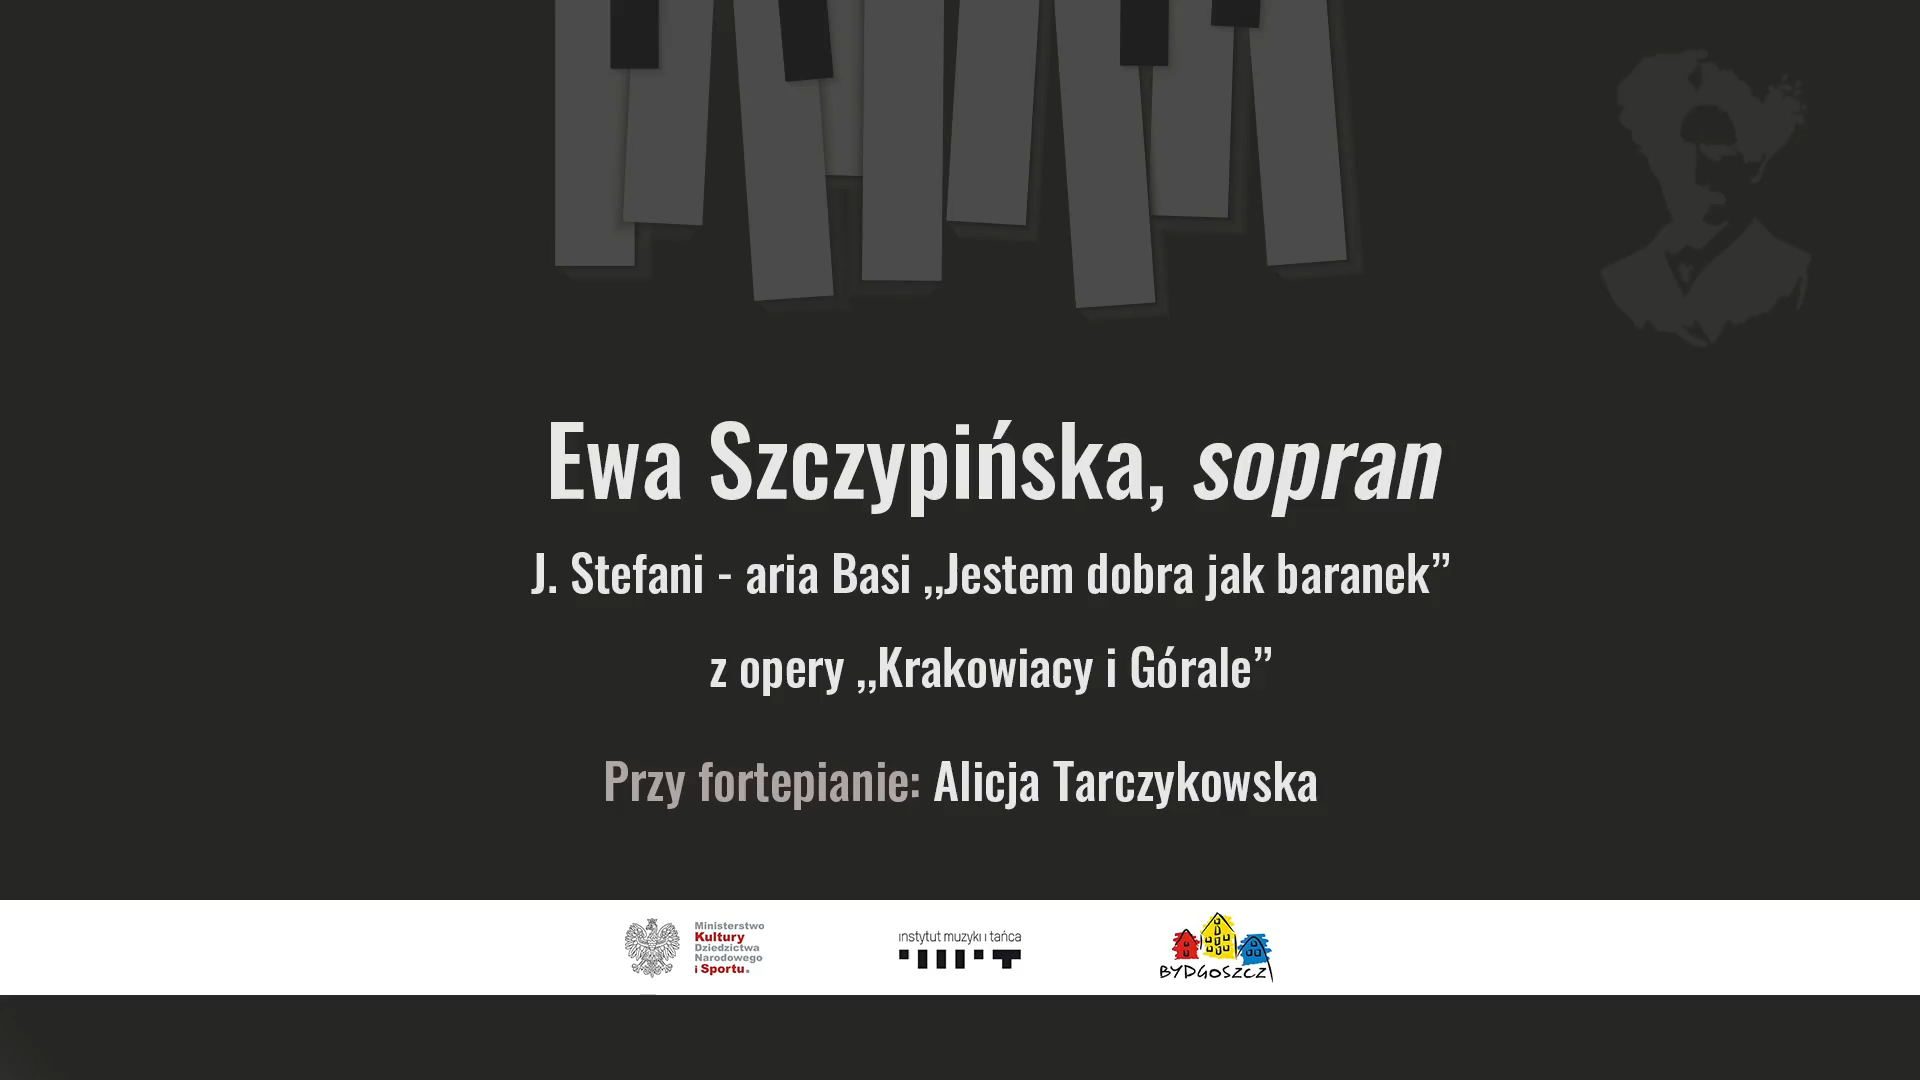 Ewa Szczypińska, sopran
J. Stefani - aria Basi ,,Jestem dobra jak baranek”
z opery ,,Krakowiacy i Górale”
Przy fortepianie: Alicja Tarczykowska
Ministerstwo
Kultury
Dziedzictwa
Narodowego
i Sportu.
instytut muzyki i tańca
BYDGOSZCZ